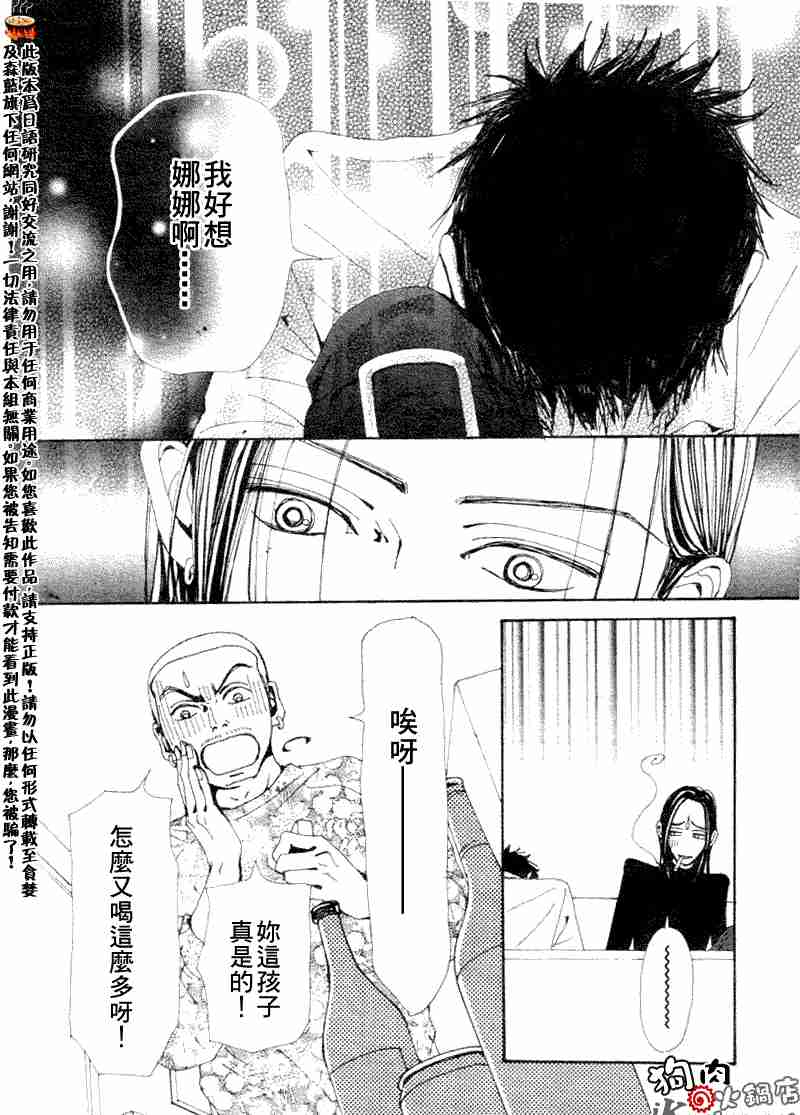 我好想
娜娜啊………
唉呀——
妳這孩子
真是的！
怎麼又喝這麼多呀！
此版本爲日語研究同好交流之用，請勿用于任何商業用途。如您喜歡此作品，請支持正版！請勿以任何形式轉載至貪婪
及森藍旗下任何網站，謝謝！一切法律責任與本組無關。如果您被告知需要付款才能看到此漫畫，那麼，您被騙了！
狗肉
火鍋店